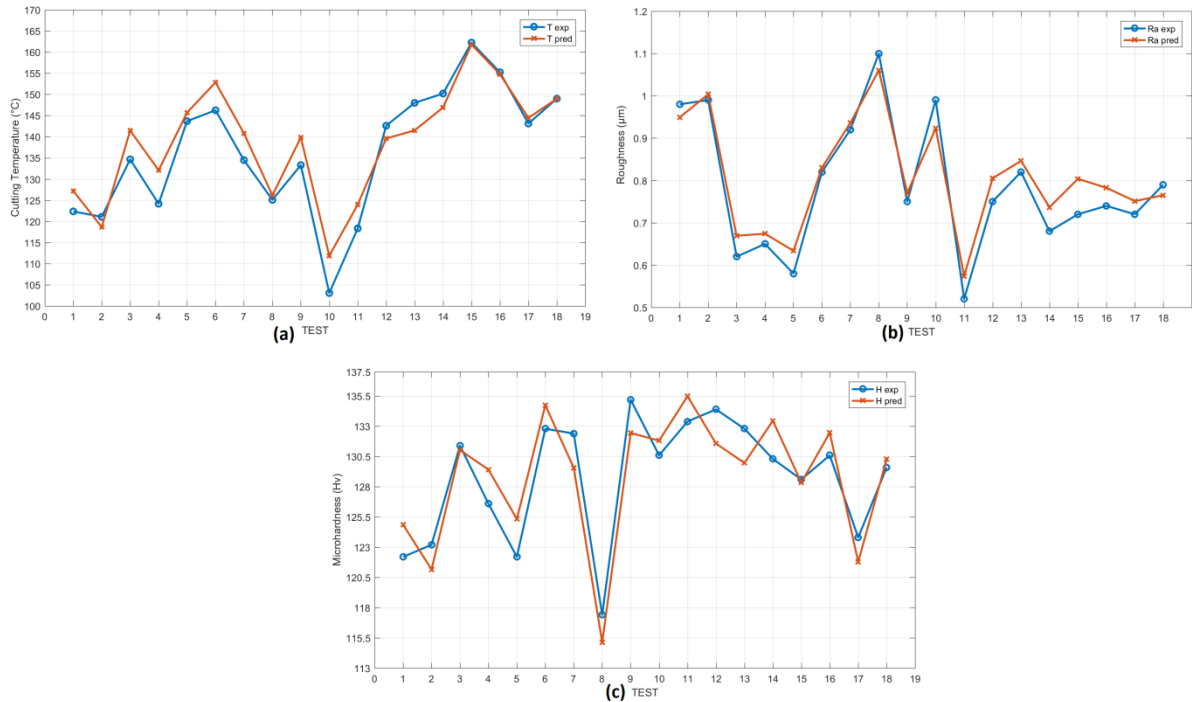 170
165
160
155
150
145
140
135
130
125
120
115
110
105
100
Cutting Temperature (°C)
T exp
T pred
0 1 2 3 4 5 6 7 8 9 10 11 12 13 14 15 16 17 18 19
(a) TEST
1.2
1.1
1
0.9
0.8
0.7
0.6
0.5
Roughness (μm)
Ra exp
Ra pred
0 1 2 3 4 5 6 7 8 9 10 11 12 13 14 15 16 17 18
(b) TEST
137.5
135.5
133
130.5
128
125.5
123
120.5
118
115.5
113
Microhardness (Hv)
H exp
H pred
0 1 2 3 4 5 6 7 8 9 10 11 12 13 14 15 16 17 18 19
(c) TEST